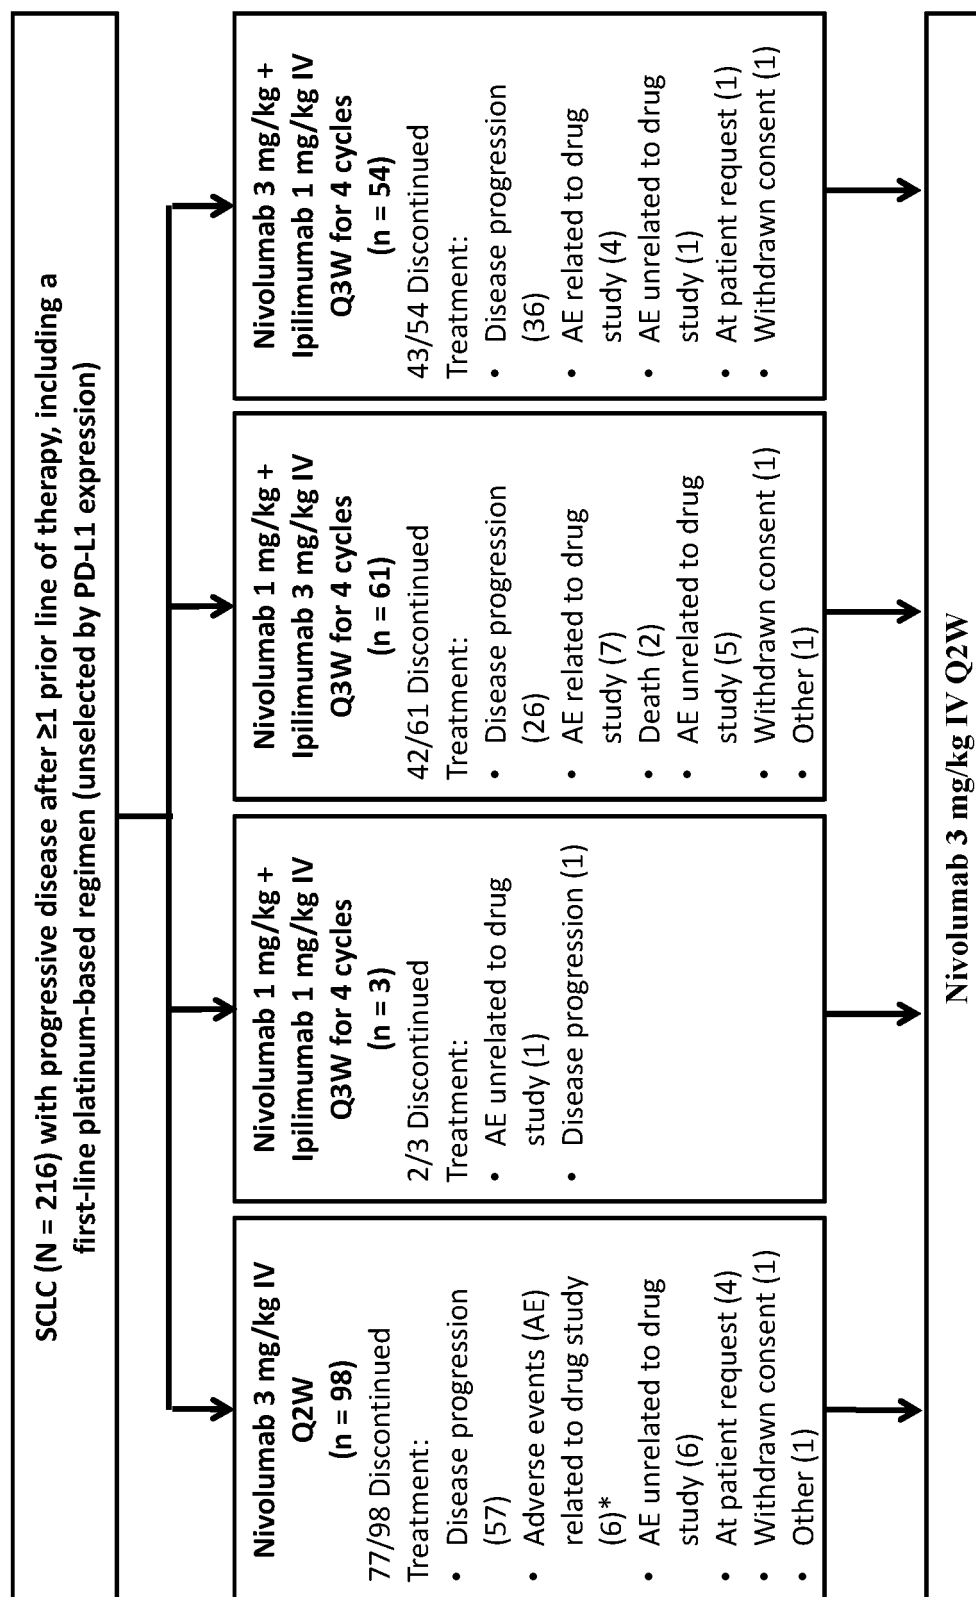 SCLC (N = 216) with progressive disease after ≥1 prior line of therapy, including a
first-line platinum-based regimen (unselected by PD-L1 expression)
Nivolumab 3 mg/kg IV
Q2W
(n = 98)
77/98 Discontinued
Treatment:
• Disease progression
(57)
• Adverse events (AE)
related to drug study
(6)*
• AE unrelated to drug
study (6)
• At patient request (4)
• Withdrawn consent (1)
• Other (1)
Nivolumab 1 mg/kg +
Ipilimumab 1 mg/kg IV
Q3W for 4 cycles
(n = 3)
2/3 Discontinued
Treatment:
• AE unrelated to drug
study (1)
• Disease progression (1)
Nivolumab 1 mg/kg +
Ipilimumab 3 mg/kg IV
Q3W for 4 cycles
(n = 61)
42/61 Discontinued
Treatment:
• Disease progression
(26)
• AE related to drug
study (7)
• Death (2)
• AE unrelated to drug
study (5)
• Withdrawn consent (1)
• Other (1)
Nivolumab 3 mg/kg +
Ipilimumab 1 mg/kg IV
Q3W for 4 cycles
(n = 54)
43/54 Discontinued
Treatment:
• Disease progression
(36)
• AE related to drug
study (4)
• AE unrelated to drug
study (1)
• At patient request (1)
• Withdrawn consent (1)
Nivolumab 3 mg/kg IV Q2W